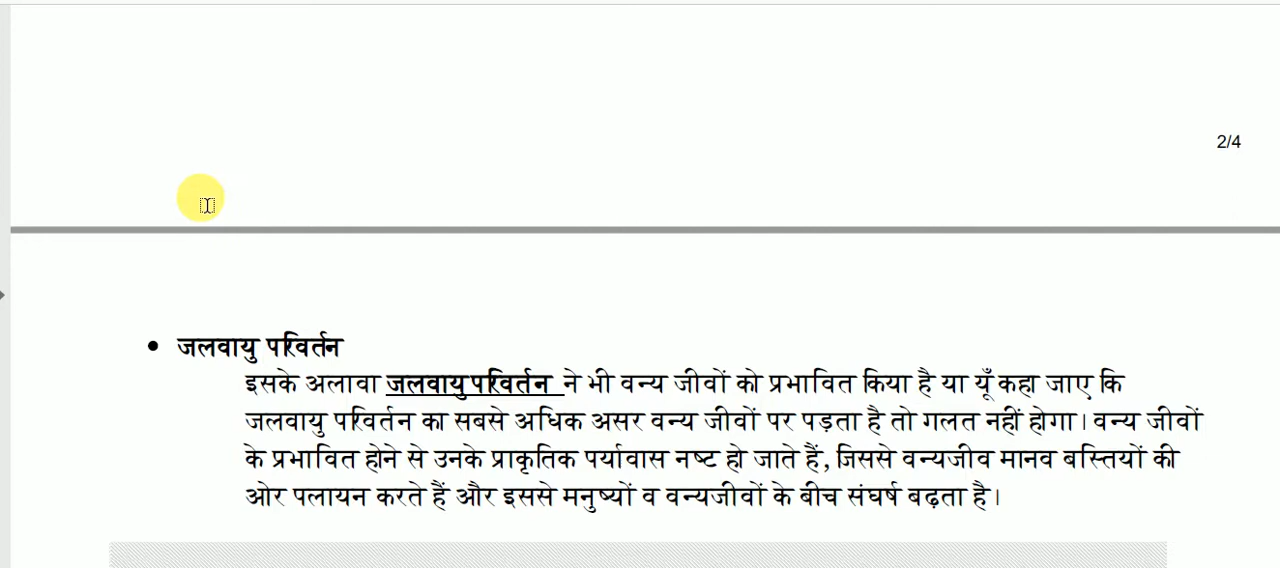 2/4
• जलवायु परिवर्तन
इसके अलावा जलवायु परिवर्तन ने भी वन्य जीवों को प्रभावित किया है या यूँ कहा जाए कि
जलवायु परिवर्तन का सबसे अधिक असर वन्य जीवों पर पड़ता है तो गलत नहीं होगा। वन्य जीवों
के प्रभावित होने से उनके प्राकृतिक पर्यावास नष्ट हो जाते हैं, जिससे वन्यजीव मानव बस्तियों की
ओर पलायन करते हैं और इससे मनुष्यों व वन्यजीवों के बीच संघर्ष बढ़ता है।